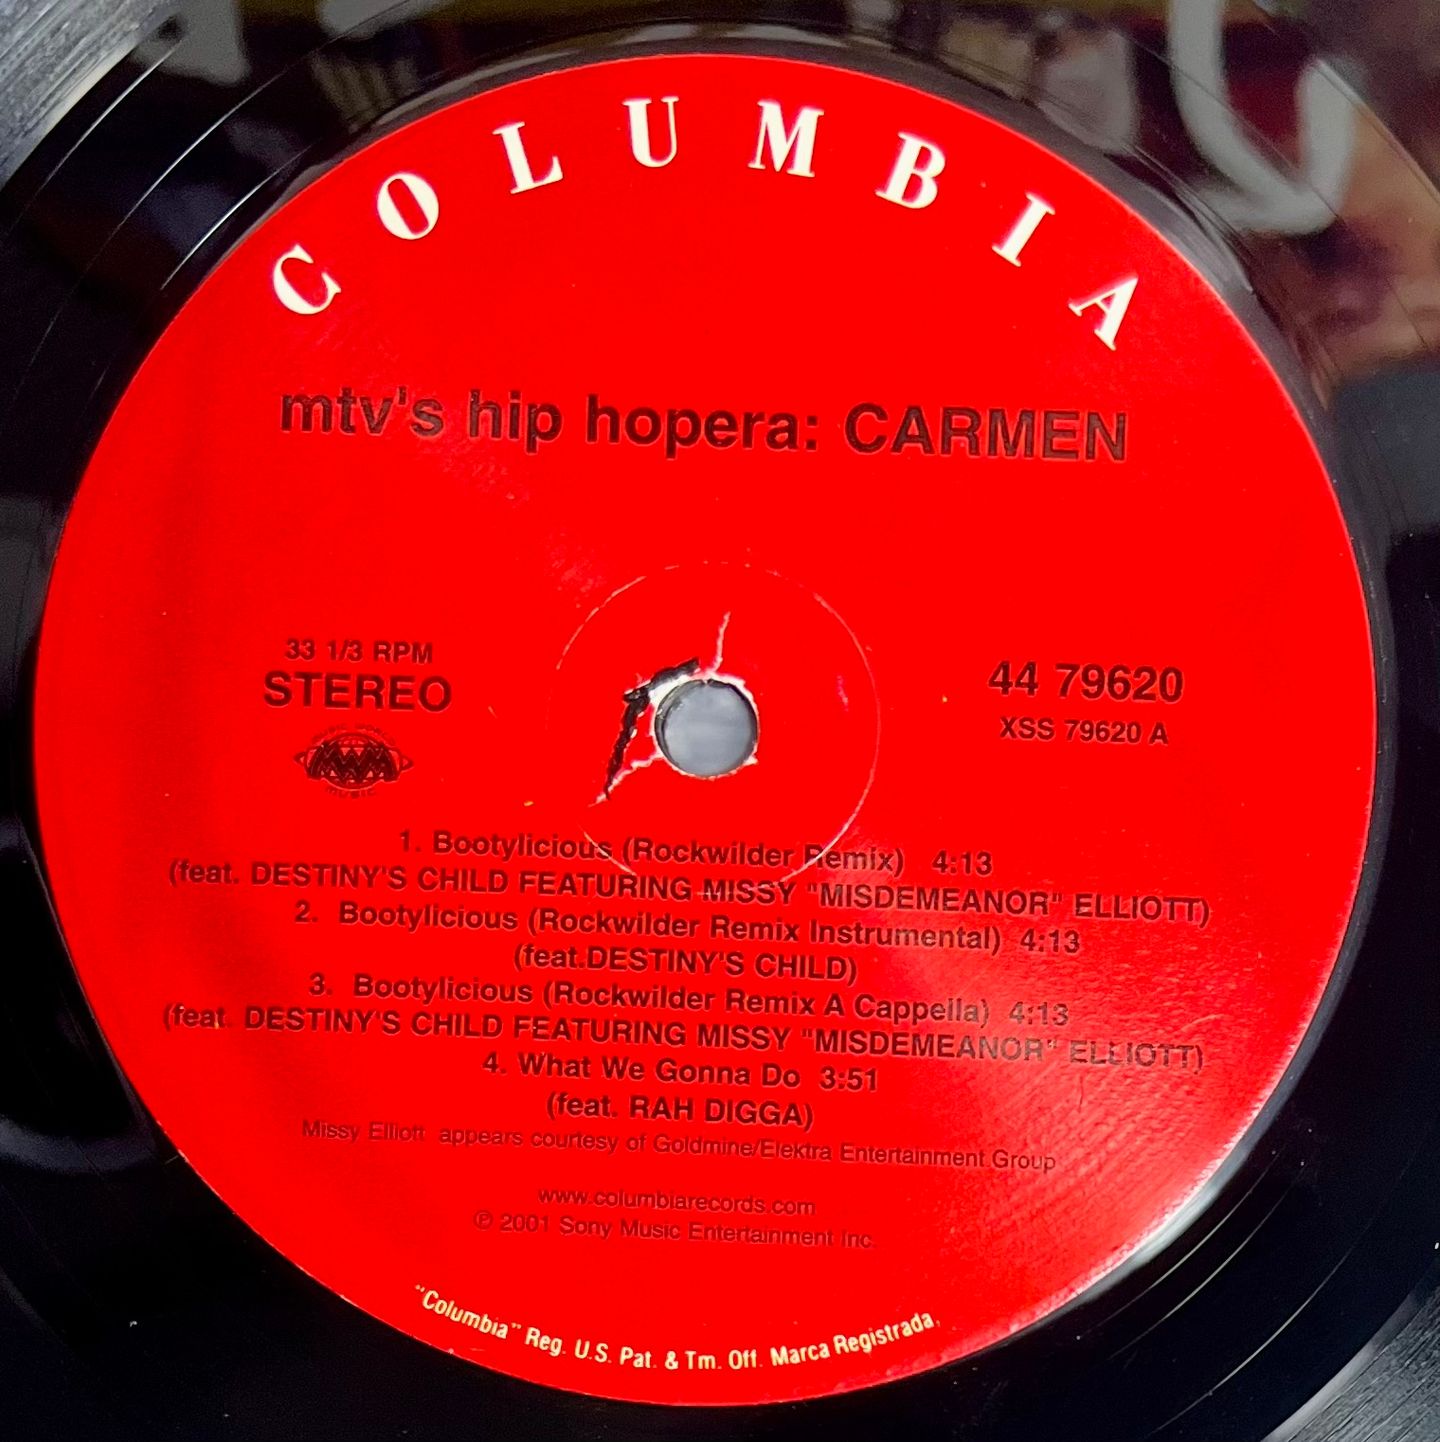 COLUMBIA
mtv's hip hopera: CARMEN
33 1/3 RPM
STEREO
44 79620
XSS 79620 A
MUSIC WORLD
MWM
MUSIC
1. Bootylicious (Rockwilder Remix) 4:13
(feat. DESTINY'S CHILD FEATURING MISSY "MISDEMEANOR" ELLIOTT)
2. Bootylicious (Rockwilder Remix Instrumental) 4:13
(feat.DESTINY'S CHILD)
3. Bootylicious (Rockwilder Remix A Cappella) 4:13
(feat. DESTINY'S CHILD FEATURING MISSY "MISDEMEANOR" ELLIOTT)
4. What We Gonna Do 3:51
(feat. RAH DIGGA)
Missy Elliott appears courtesy of Goldmine/Elektra Entertainment Group
www.columbiarecords.com
℗ 2001 Sony Music Entertainment Inc.
"Columbia" Reg. U.S. Pat. & Tm. Off. Marca Registrada.